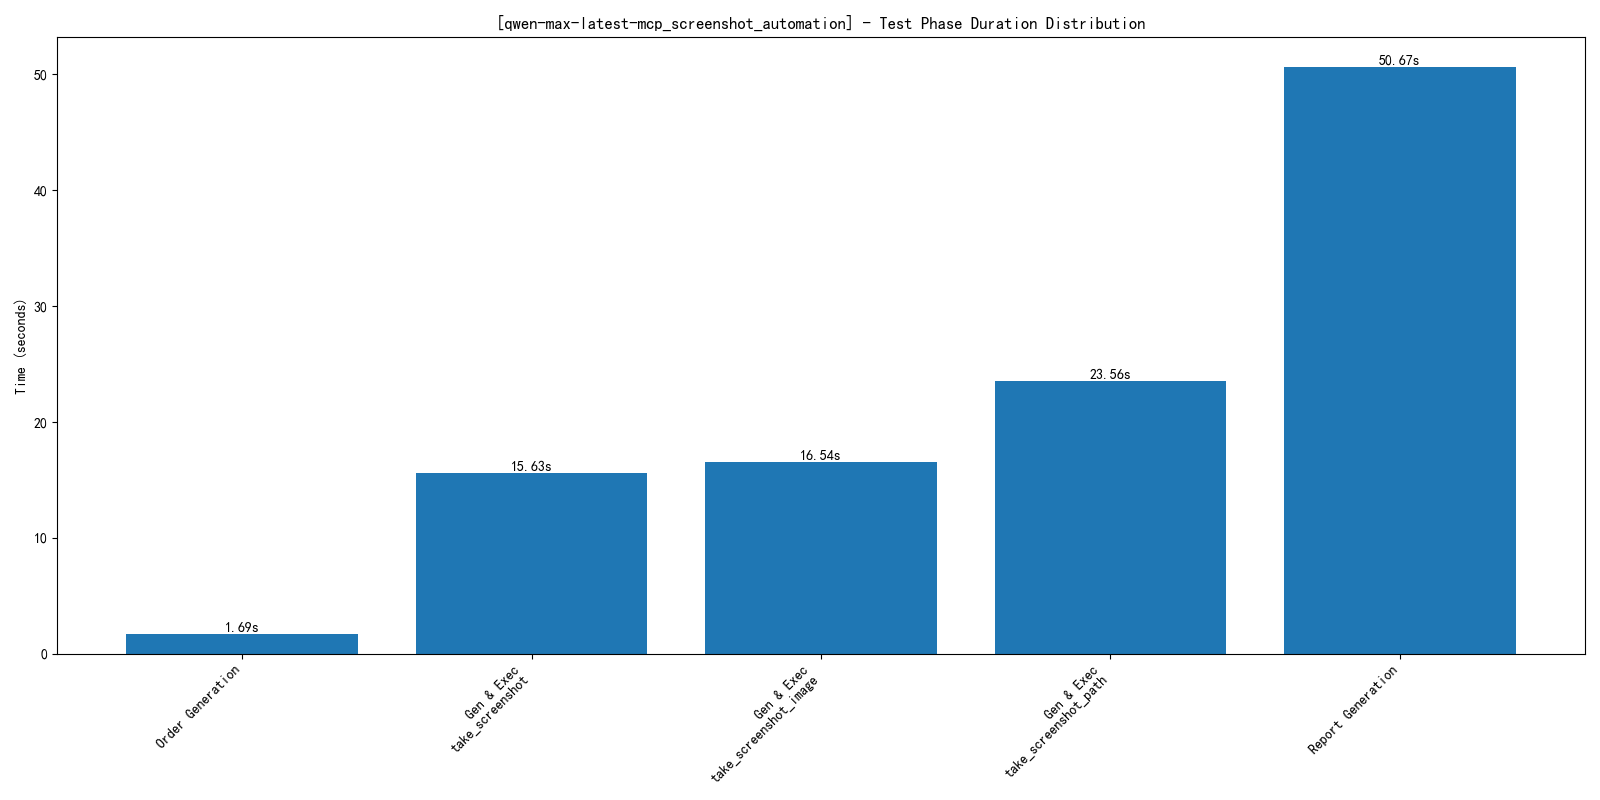 [qwen-max-latest-mcp_screenshot_automation] - Test Phase Duration Distribution
Time (seconds)
50
40
30
20
10
0
1.69s
15.63s
16.54s
23.56s
50.67s
Order Generation
Gen & Exec
take_screenshot
Gen & Exec
take_screenshot_image
Gen & Exec
take_screenshot_path
Report Generation